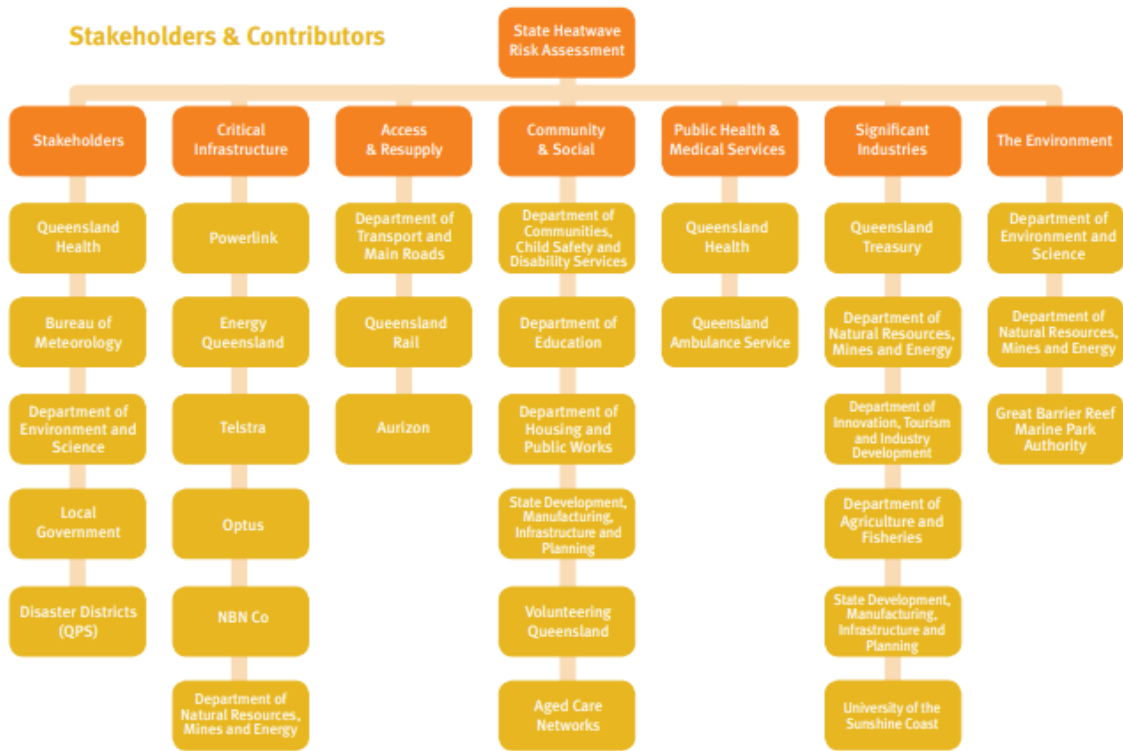 Stakeholders & Contributors
State Heatwave
Risk Assessment
Stakeholders
Critical
Infrastructure
Access
& Resupply
Community
& Social
Public Health &
Medical Services
Significant
Industries
The Environment
Queensland
Health
Powerlink
Department of
Transport and
Main Roads
Department of
Communities,
Child Safety and
Disability Services
Queensland
Health
Queensland
Treasury
Department of
Environment and
Science
Bureau of
Meteorology
Energy
Queensland
Queensland
Rail
Department of
Education
Queensland
Ambulance Service
Department of
Natural Resources,
Mines and Energy
Department of
Natural Resources,
Mines and Energy
Department of
Environment and
Science
Telstra
Aurizon
Department of
Housing and
Public Works
Department of
Innovation, Tourism
and Industry
Development
Great Barrier Reef
Marine Park
Authority
Local
Government
Optus
State Development,
Manufacturing,
Infrastructure and
Planning
Department of
Agriculture and
Fisheries
Disaster Districts
(QPS)
NBN Co
Volunteering
Queensland
State Development,
Manufacturing,
Infrastructure and
Planning
Department of
Natural Resources,
Mines and Energy
Aged Care
Networks
University of the
Sunshine Coast